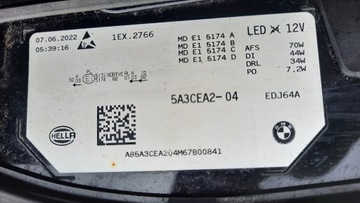 07.06.2022
05:39:16
1EX.2766
MD E1 5174 A
MD E1 5174 B
MD E1 5174 C
MD E1 5174 D
LED 12V
AFS 70W
DI 44W
DRL 34W
PO 7,2W
5A3CEA2-04
EDJ64A
HELLA
A85A3CEA204M67B00841